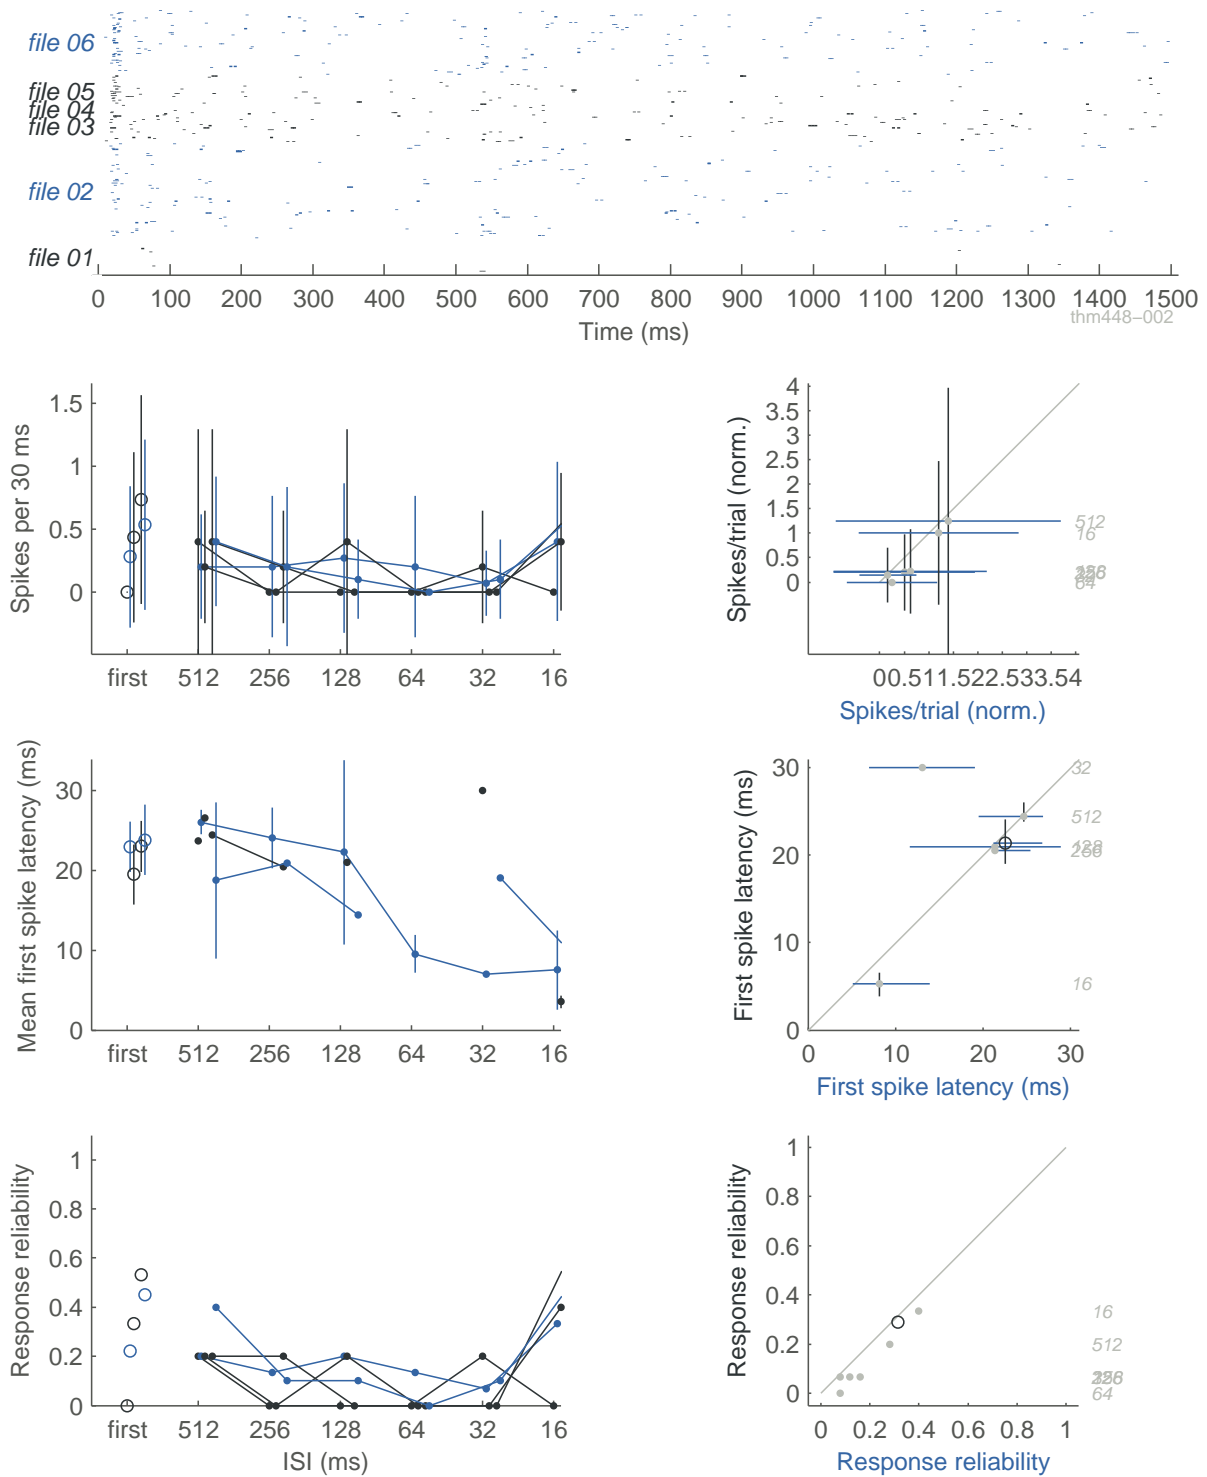 file 06
file 05
file 04
file 03
file 02
file 01
0 100 200 300 400 500 600 700 800 900 1000 1100 1200 1300 1400 1500
Time (ms)
thm448−002
Spikes per 30 ms
1.5
1
0.5
0
first 512 256 128 64 32 16
Spikes/trial (norm.)
4
3.5
3
2.5
2
1.5
1
0.5
0
512
16
64
00.511.522.533.54
Spikes/trial (norm.)
Mean first spike latency (ms)
30
20
10
0
first 512 256 128 64 32 16
First spike latency (ms)
30
20
10
0
32
512
128
256
16
0 10 20 30
First spike latency (ms)
Response reliability
1
0.8
0.6
0.4
0.2
0
first 512 256 128 64 32 16
ISI (ms)
Response reliability
1
0.8
0.6
0.4
0.2
0
16
512
64
0 0.2 0.4 0.6 0.8 1
Response reliability